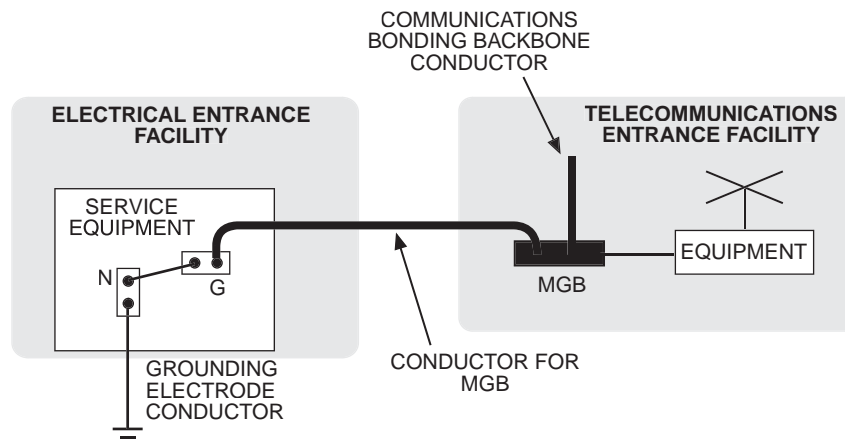 COMMUNICATIONS
BONDING BACKBONE
CONDUCTOR
ELECTRICAL ENTRANCE
FACILITY
TELECOMMUNICATIONS
ENTRANCE FACILITY
SERVICE
EQUIPMENT
N
G
MGB
EQUIPMENT
GROUNDING
ELECTRODE
CONDUCTOR
CONDUCTOR FOR
MGB